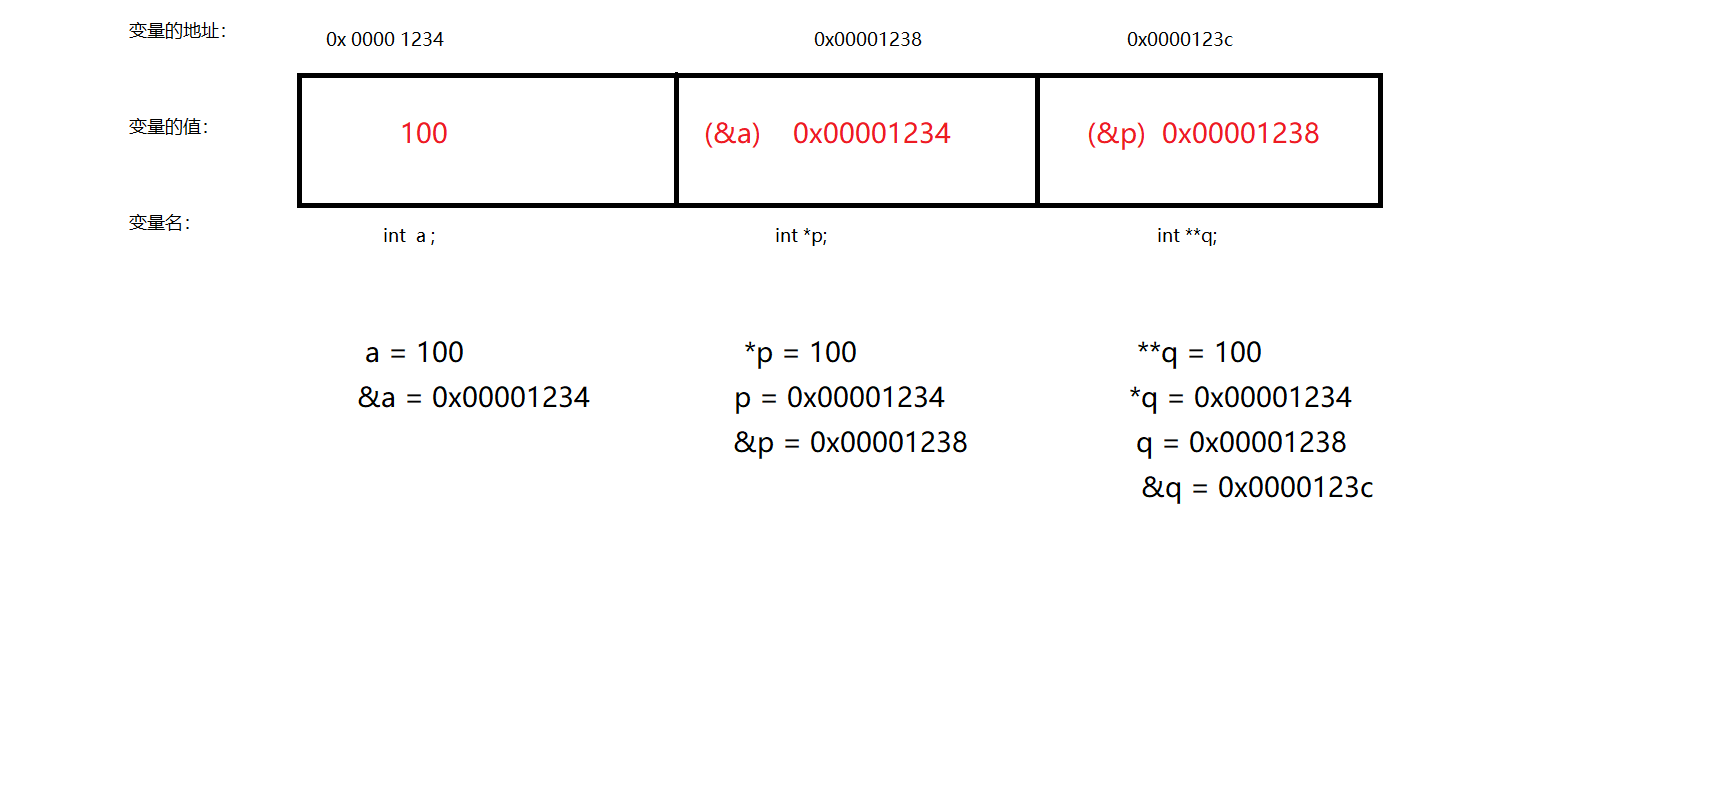 变量的地址：
0x 0000 1234 0x00001238 0x0000123c
变量的值：
100 (&a) 0x00001234 (&p) 0x00001238
变量名：
int a ; int *p; int **q;
a = 100 *p = 100 **q = 100
&a = 0x00001234 p = 0x00001234 *q = 0x00001234
&p = 0x00001238 q = 0x00001238
&q = 0x0000123c